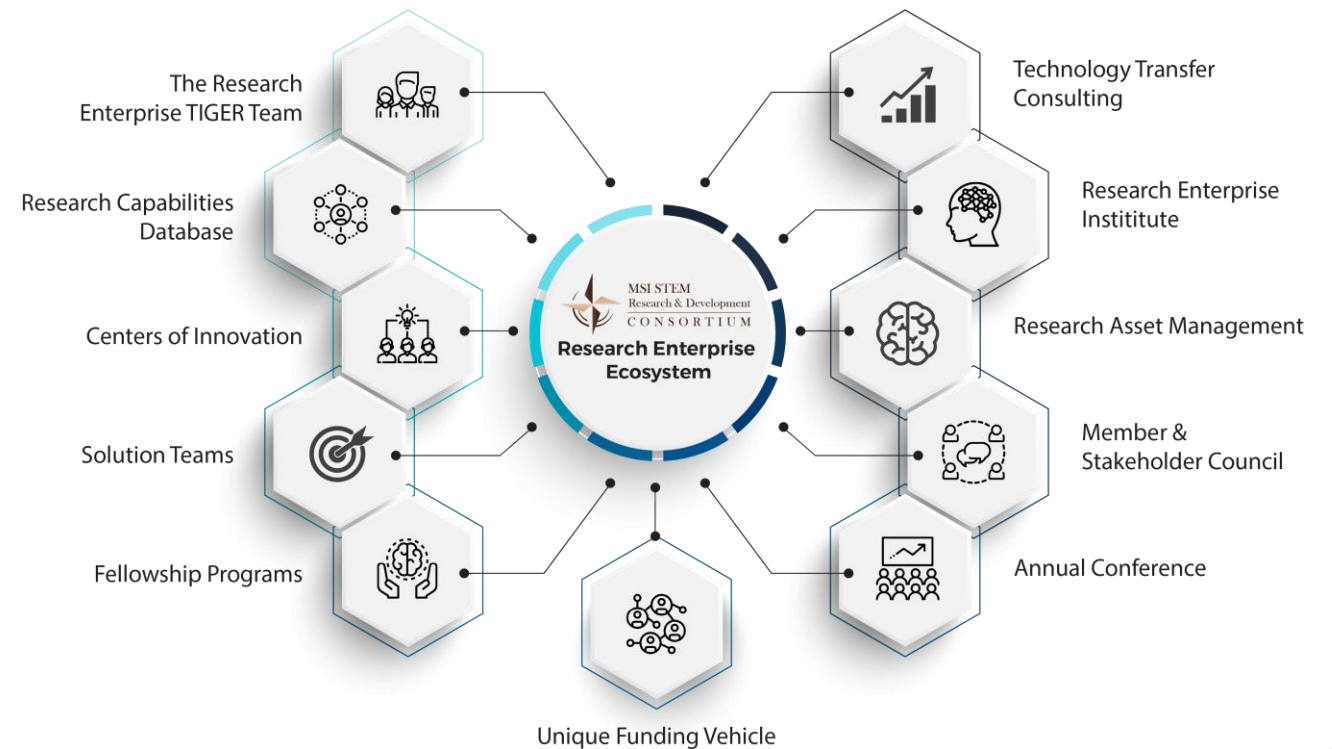 The Research
Enterprise TIGER Team
Research Capabilities
Database
Centers of Innovation
Solution Teams
Fellowship Programs
MSI STEM
Research & Development
CONSORTIUM
Research Enterprise
Ecosystem
Unique Funding Vehicle
Technology Transfer
Consulting
Research Enterprise
Instititute
Research Asset Management
Member &
Stakeholder Council
Annual Conference